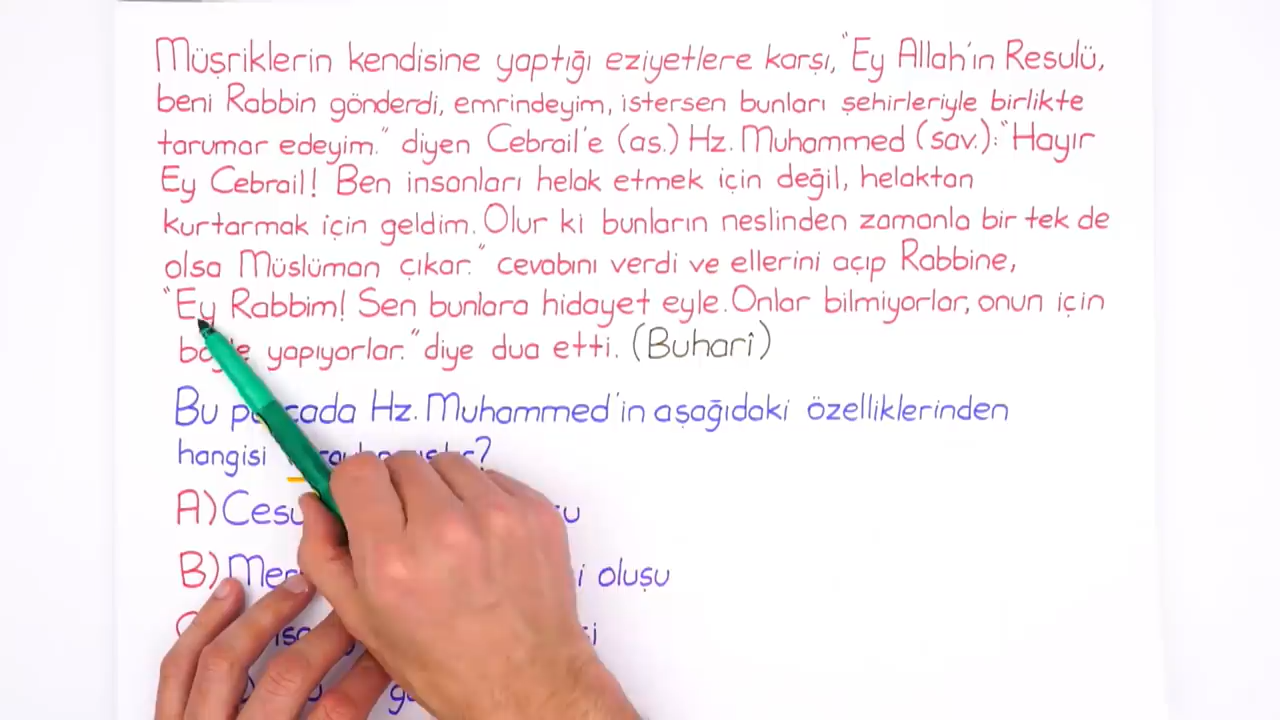 Müşriklerin kendisine yaptığı eziyetlere karşı, "Ey Allah'ın Resulü,
beni Rabbin gönderdi, emrindeyim, istersen bunları şehirleriyle birlikte
tarumar edeyim." diyen Cebrail'e (as.) Hz. Muhammed (sav.): "Hayır
Ey Cebrail! Ben insanları helak etmek için değil, helaktan
kurtarmak için geldim. Olur ki bunların neslinden zamanla bir tek de
olsa Müslüman çıkar." cevabını verdi ve ellerini açıp Rabbine,
"Ey Rabbim! Sen bunlara hidayet eyle. Onlar bilmiyorlar, onun için
böyle yapıyorlar." diye dua etti. (Buharî)
Bu parçada Hz. Muhammed'in aşağıdaki özelliklerinden
hangisi
A)
B) oluşu